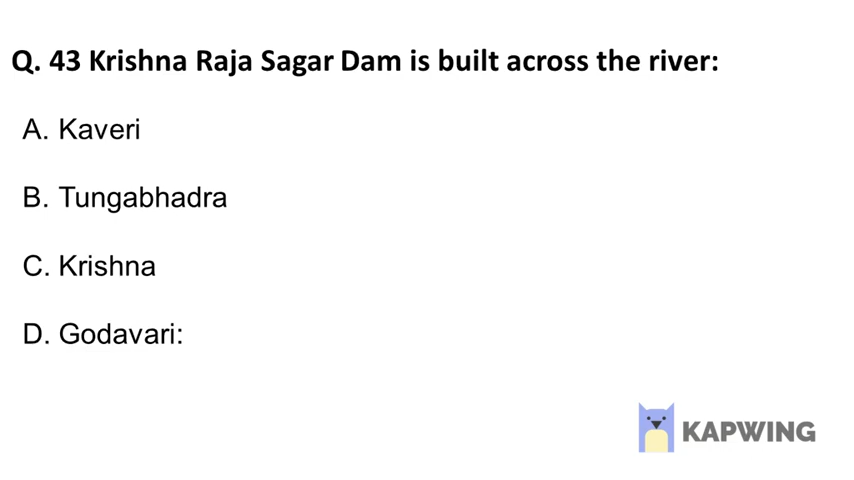 Q. 43 Krishna Raja Sagar Dam is built across the river:
A. Kaveri
B. Tungabhadra
C. Krishna
D. Godavari:
KAPWING